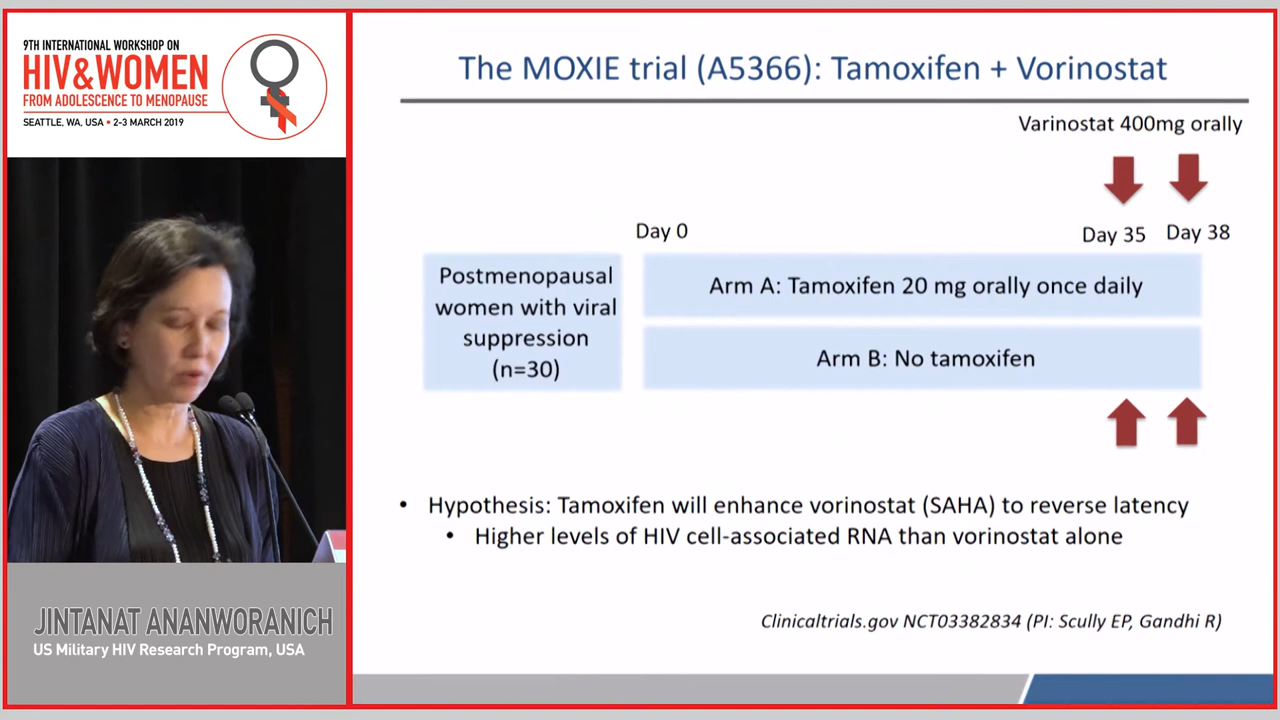 9TH INTERNATIONAL WORKSHOP ON
HIV&WOMEN
FROM ADOLESCENCE TO MENOPAUSE
SEATTLE, WA, USA • 2-3 MARCH 2019
The MOXIE trial (A5366): Tamoxifen + Vorinostat
Varinostat 400mg orally
Day 0
Day 35
Day 38
Postmenopausal
women with viral
suppression
(n=30)
Arm A: Tamoxifen 20 mg orally once daily
Arm B: No tamoxifen
• Hypothesis: Tamoxifen will enhance vorinostat (SAHA) to reverse latency
• Higher levels of HIV cell-associated RNA than vorinostat alone
Clinicaltrials.gov NCT03382834 (PI: Scully EP, Gandhi R)
JINTANAT ANANWORANICH
US Military HIV Research Program, USA